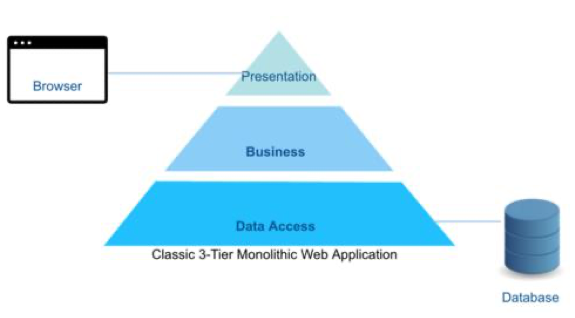 Browser
Presentation
Business
Data Access
Classic 3-Tier Monolithic Web Application
Database